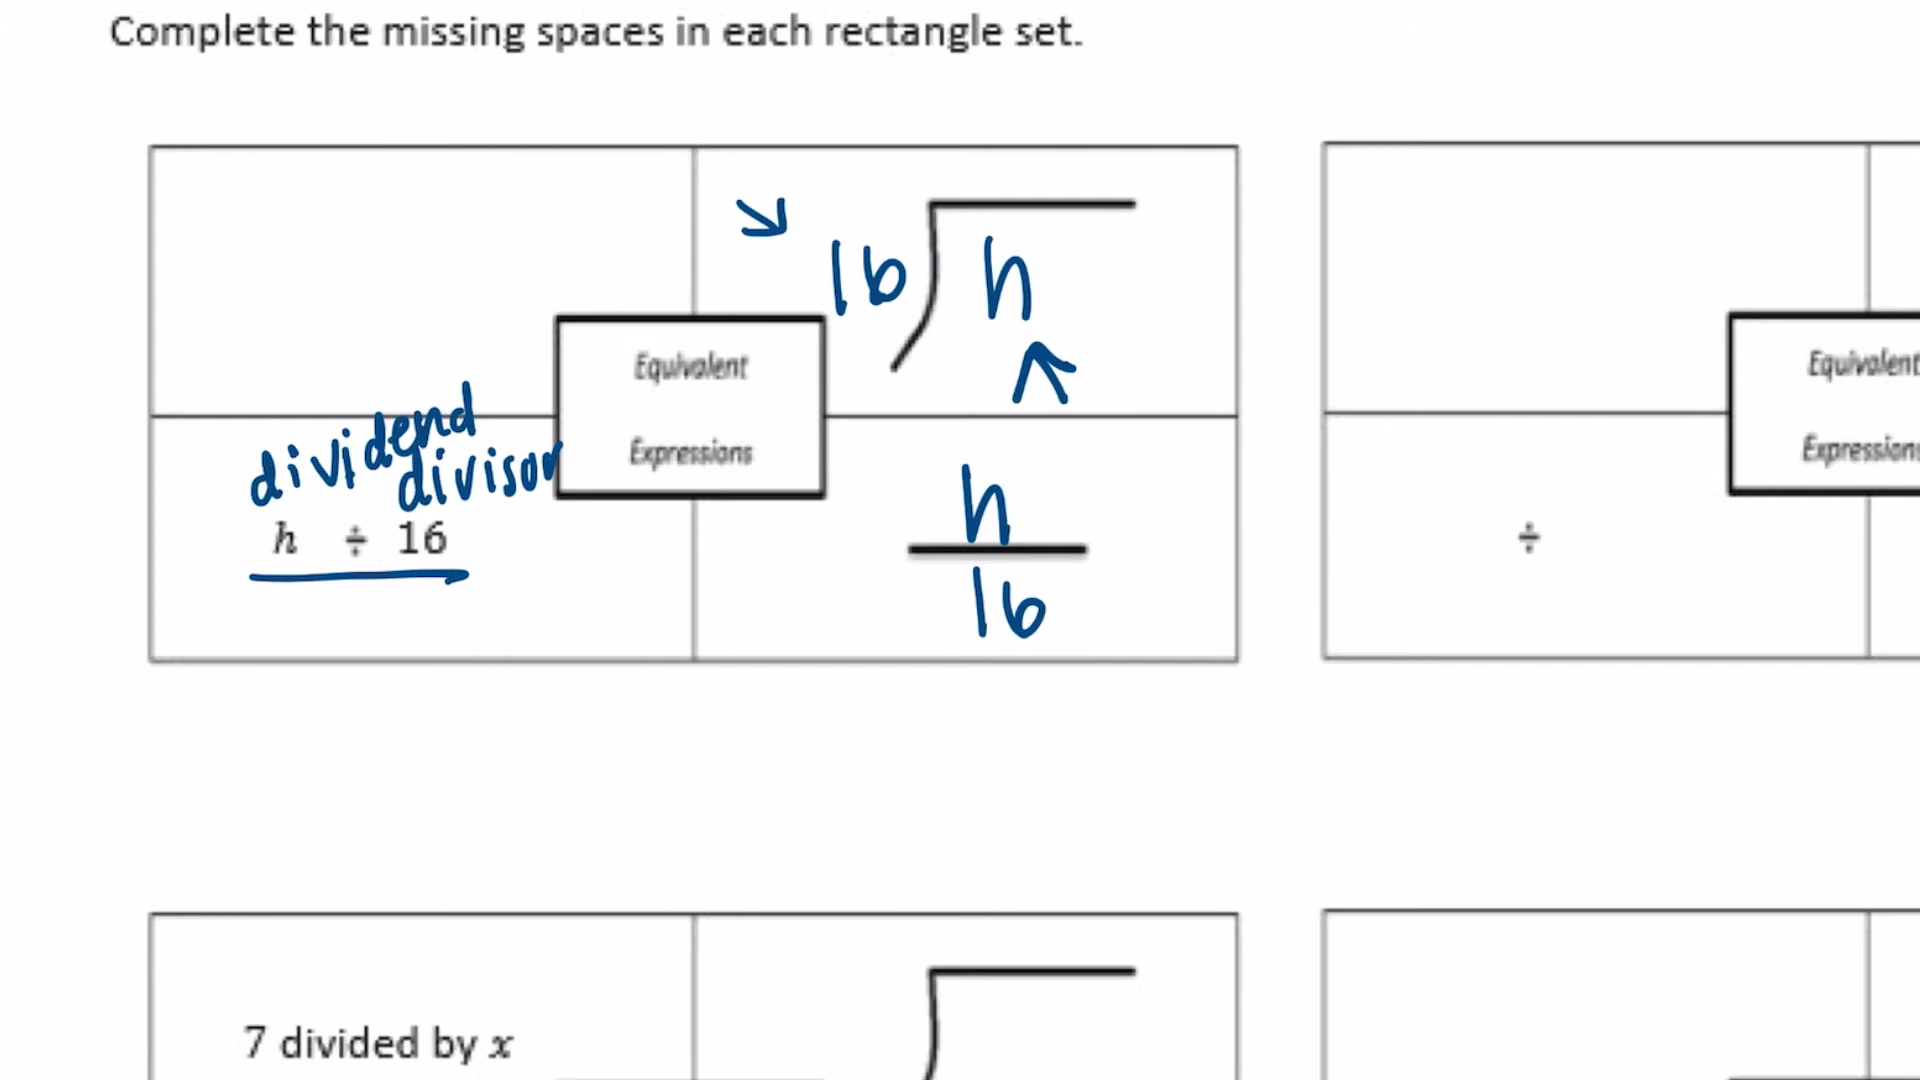 Complete the missing spaces in each rectangle set.
16 h
Equivalent
Expressions
dividend
divisor
h ÷ 16
h
16
Equivalent
Expressions
÷
7 divided by x